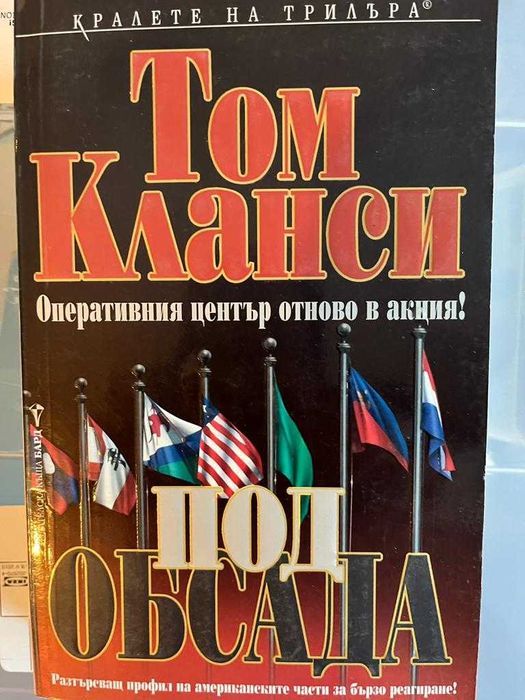 КРАЛЕТЕ НА ТРИЛЪРА®
ТОМ
КЛАНСИ
Оперативния център отново в акция!
БАРД
ПОД
ОБСАДА
Разтърсващ профил на американските части за бързо реагиране!